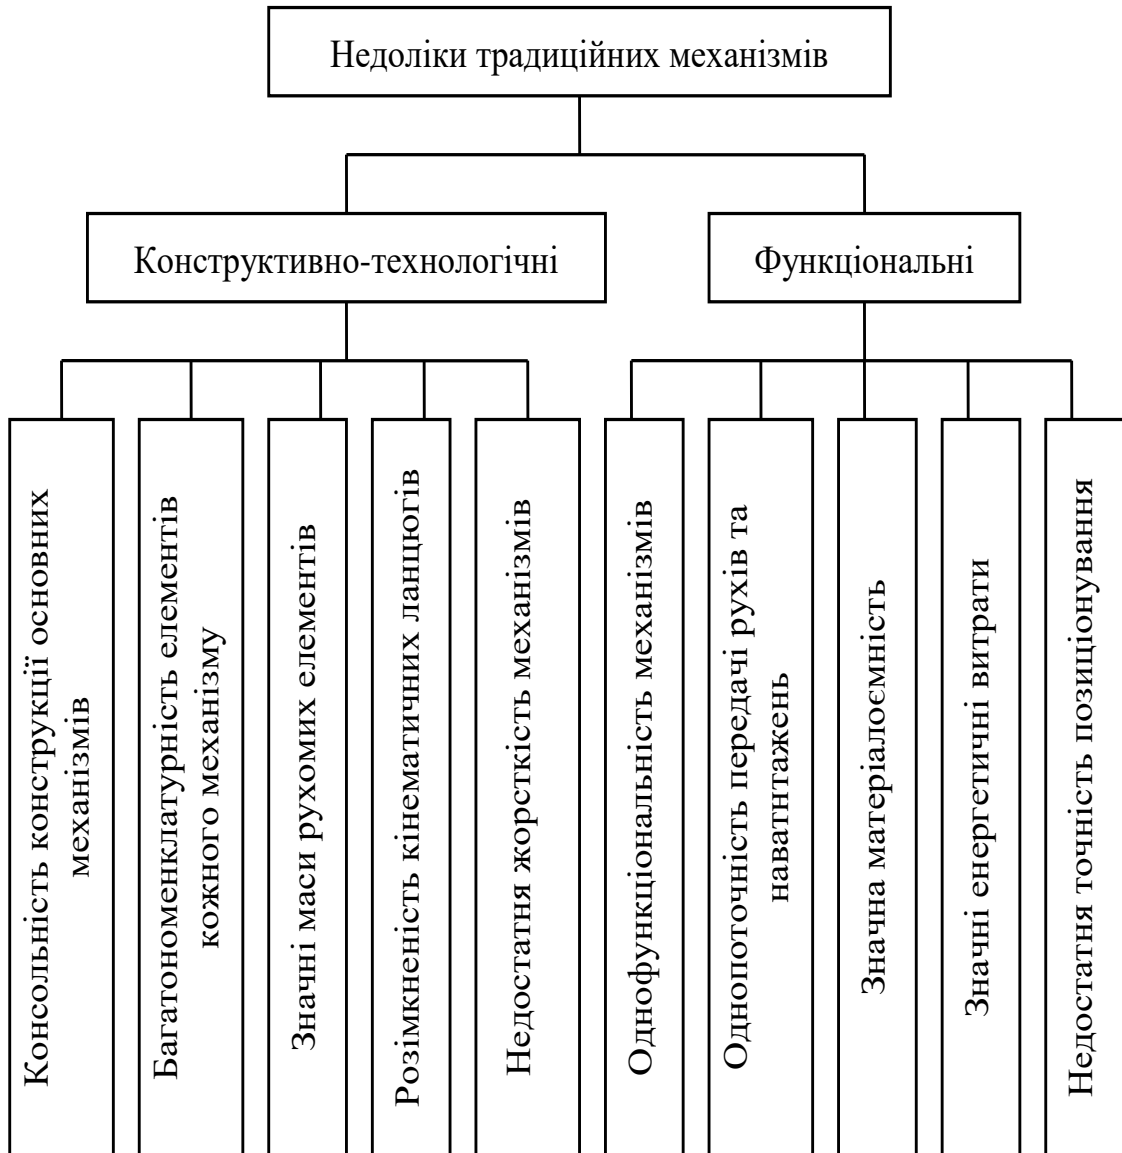 Недоліки традиційних механізмів
Конструктивно-технологічні
Функціональні
Консольність конструкції основних
механізмів
Багатономенклатурність елементів
кожного механізму
Значні маси рухомих елементів
Розімкненість кінематичних ланцюгів
Недостатня жорсткість механізмів
Однофункціональність механізмів
Однопоточність передачі рухів та
наватнтажень
Значна матеріалоємність
Значні енергетичні витрати
Недостатня точність позиціонування